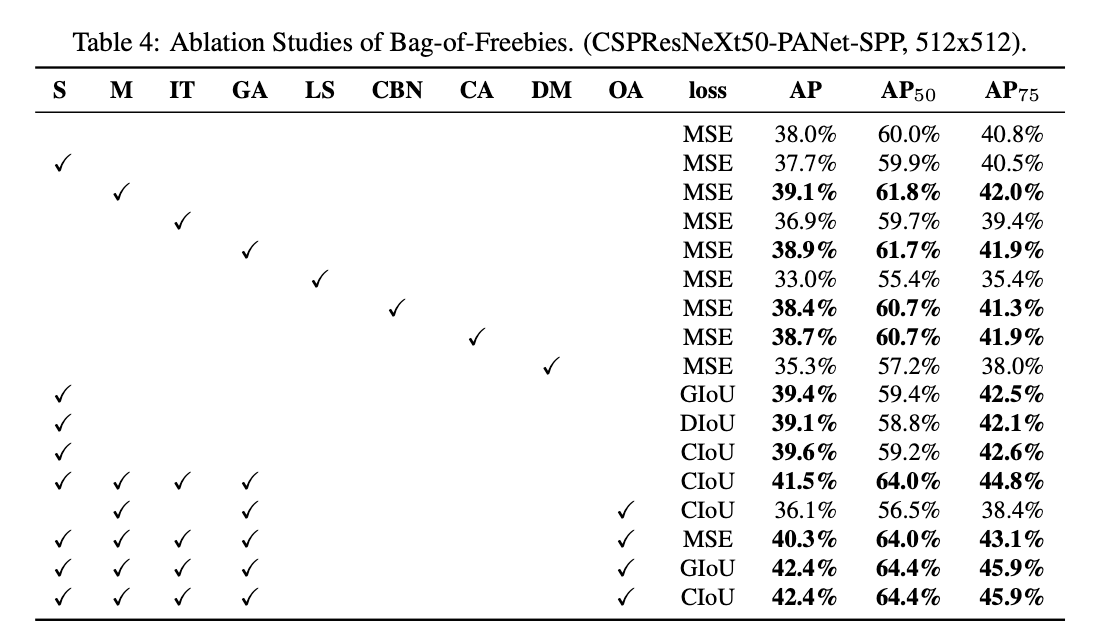 Table 4: Ablation Studies of Bag-of-Freebies. (CSPResNeXt50-PANet-SPP, 512x512).
S M IT GA LS CBN CA DM OA loss AP AP50 AP75
MSE 38.0% 60.0% 40.8%
✓ MSE 37.7% 59.9% 40.5%
✓ MSE 39.1% 61.8% 42.0%
✓ MSE 36.9% 59.7% 39.4%
✓ MSE 38.9% 61.7% 41.9%
✓ MSE 33.0% 55.4% 35.4%
✓ MSE 38.4% 60.7% 41.3%
✓ MSE 38.7% 60.7% 41.9%
✓ MSE 35.3% 57.2% 38.0%
✓ GIoU 39.4% 59.4% 42.5%
✓ DIoU 39.1% 58.8% 42.1%
✓ CIoU 39.6% 59.2% 42.6%
✓ ✓ ✓ ✓ CIoU 41.5% 64.0% 44.8%
✓ ✓ ✓ CIoU 36.1% 56.5% 38.4%
✓ ✓ ✓ ✓ ✓ MSE 40.3% 64.0% 43.1%
✓ ✓ ✓ ✓ ✓ GIoU 42.4% 64.4% 45.9%
✓ ✓ ✓ ✓ ✓ CIoU 42.4% 64.4% 45.9%